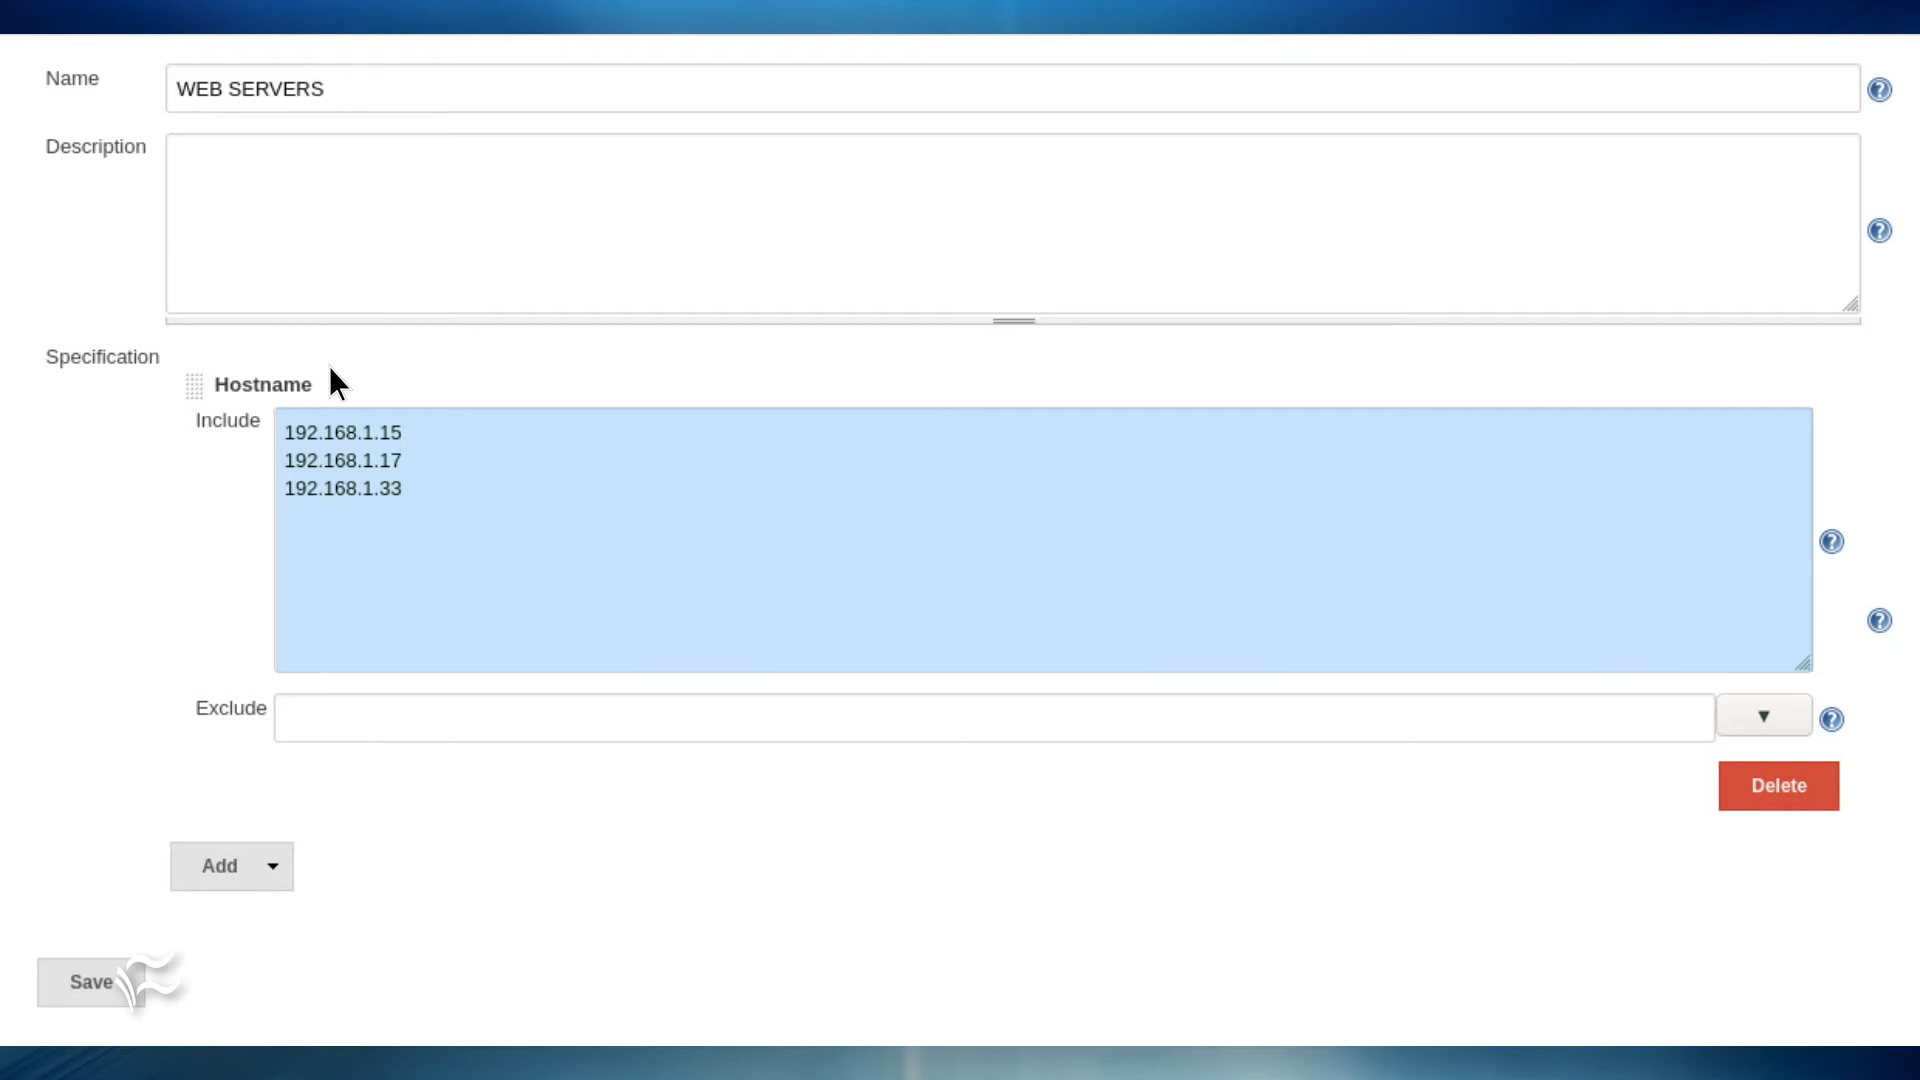 Name
WEB SERVERS
Description
Specification
Hostname
Include
192.168.1.15
192.168.1.17
192.168.1.33
Exclude
Delete
Add
Save